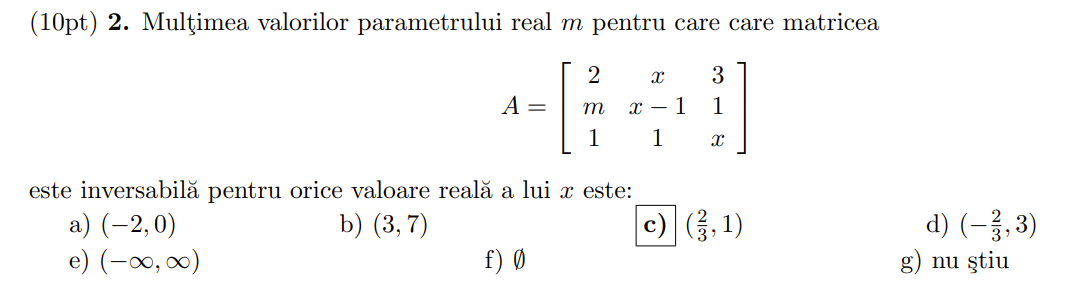 (10pt) 2. Mulţimea valorilor parametrului real m pentru care care matricea
2 x 3
A = m x − 1 1
1 1 x
este inversabilă pentru orice valoare reală a lui x este:
a) (−2, 0) b) (3, 7) c) (2/3, 1) d) (−2/3, 3)
e) (−∞, ∞) f) ∅ g) nu ştiu